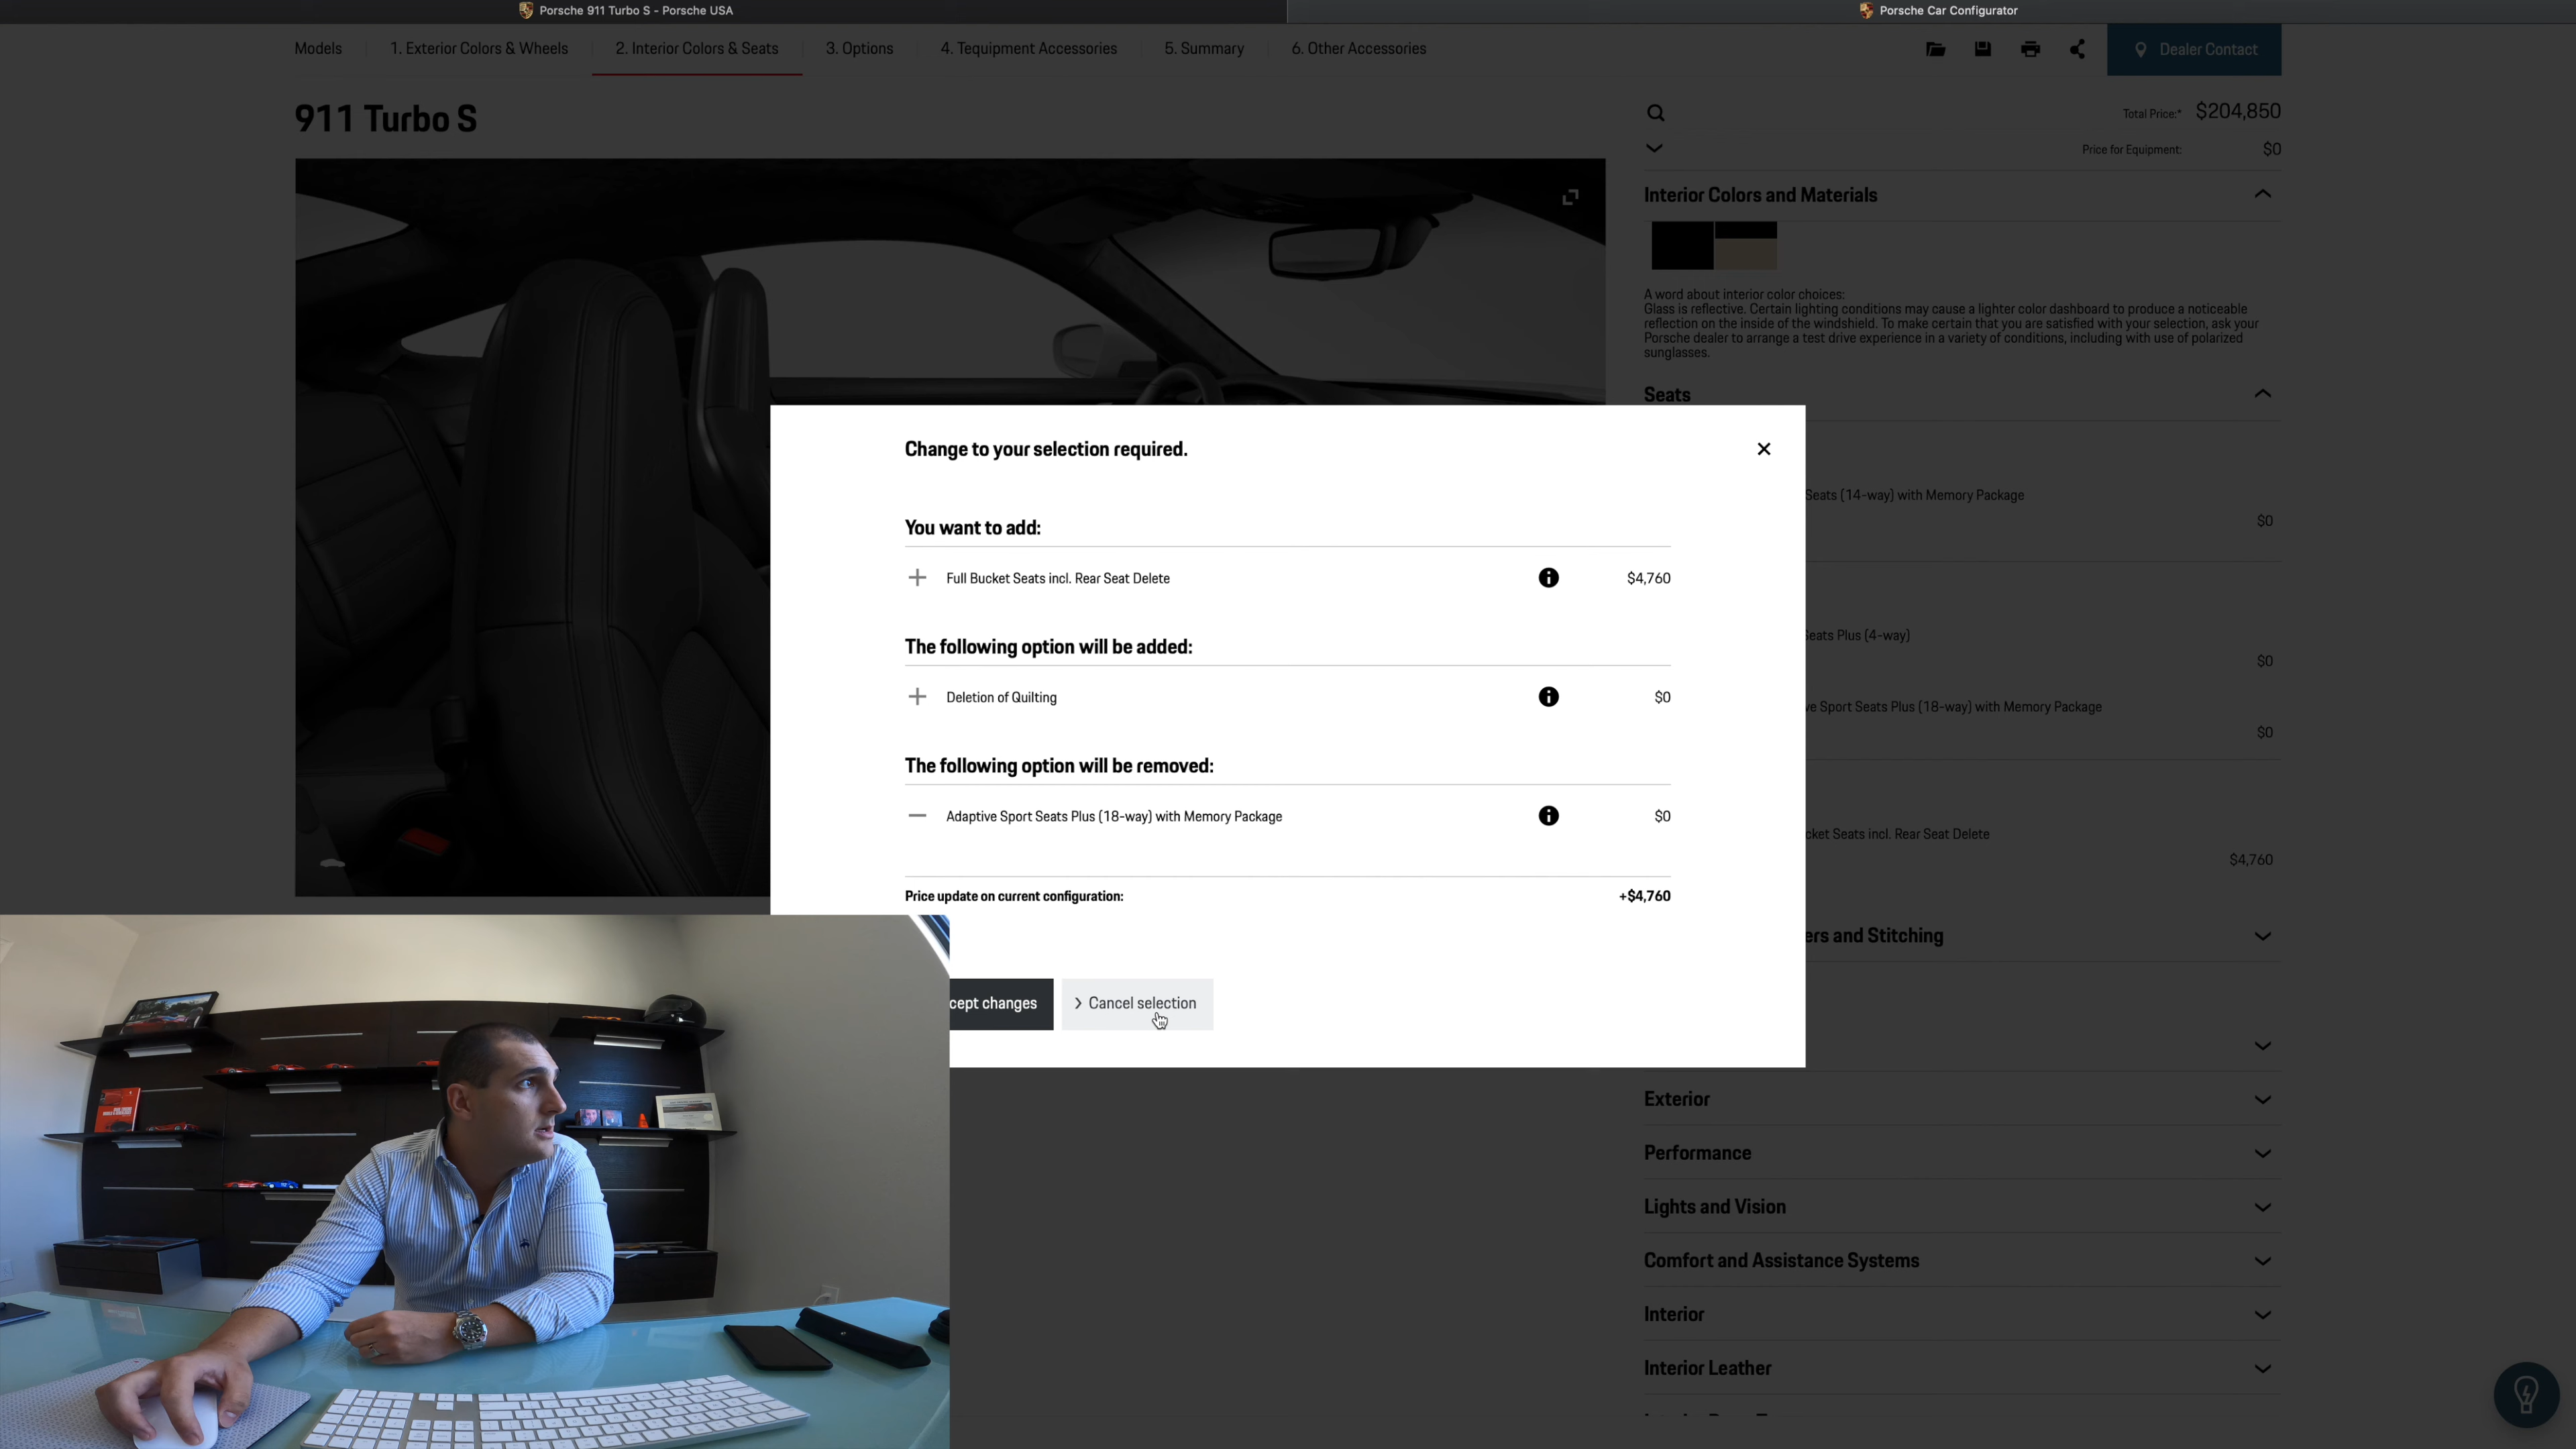 Porsche 911 Turbo S - Porsche USA
Porsche Car Configurator
Models
1. Exterior Colors & Wheels
2. Interior Colors & Seats
3. Options
4. Tequipment Accessories
5. Summary
6. Other Accessories
Dealer Contact
911 Turbo S
Total Price:* $204,850
Price for Equipment: $0
Interior Colors and Materials
A word about interior color choices:
Glass is reflective. Certain lighting conditions may cause a lighter color dashboard to produce a noticeable
reflection on the inside of the windshield. To make certain that you are satisfied with your selection, ask your
Porsche dealer to arrange a test drive experience in a variety of conditions, including with use of polarized
sunglasses.
Seats
Seats (14-way) with Memory Package
$0
Seats Plus (4-way)
$0
ve Sport Seats Plus (18-way) with Memory Package
$0
cket Seats incl. Rear Seat Delete
$4,760
ers and Stitching
Exterior
Performance
Lights and Vision
Comfort and Assistance Systems
Interior
Interior Leather
Change to your selection required.
You want to add:
Full Bucket Seats incl. Rear Seat Delete $4,760
The following option will be added:
Deletion of Quilting $0
The following option will be removed:
Adaptive Sport Seats Plus (18-way) with Memory Package $0
Price update on current configuration: +$4,760
cept changes
Cancel selection